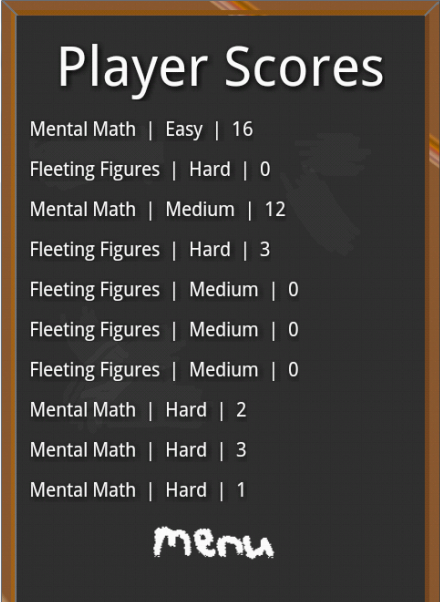 Player Scores
Mental Math | Easy | 16
Fleeting Figures | Hard | 0
Mental Math | Medium | 12
Fleeting Figures | Hard | 3
Fleeting Figures | Medium | 0
Fleeting Figures | Medium | 0
Fleeting Figures | Medium | 0
Mental Math | Hard | 2
Mental Math | Hard | 3
Mental Math | Hard | 1
menu